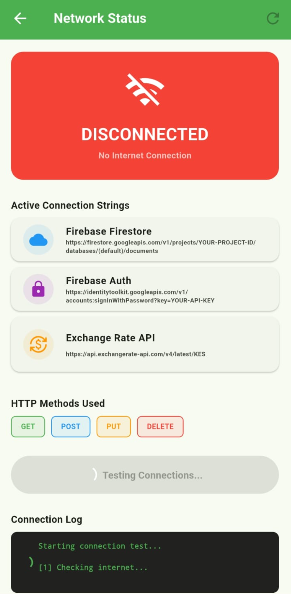 Network Status
DISCONNECTED
No Internet Connection
Active Connection Strings
Firebase Firestore
https://firestore.googleapis.com/v1/projects/YOUR-PROJECT-ID/
databases/(default)/documents
Firebase Auth
https://identitytoolkit.googleapis.com/v1/
accounts:signInWithPassword?key=YOUR-API-KEY
Exchange Rate API
https://api.exchangerate-api.com/v4/latest/KES
HTTP Methods Used
GET POST PUT DELETE
Testing Connections...
Connection Log
Starting connection test...
[1] Checking internet...